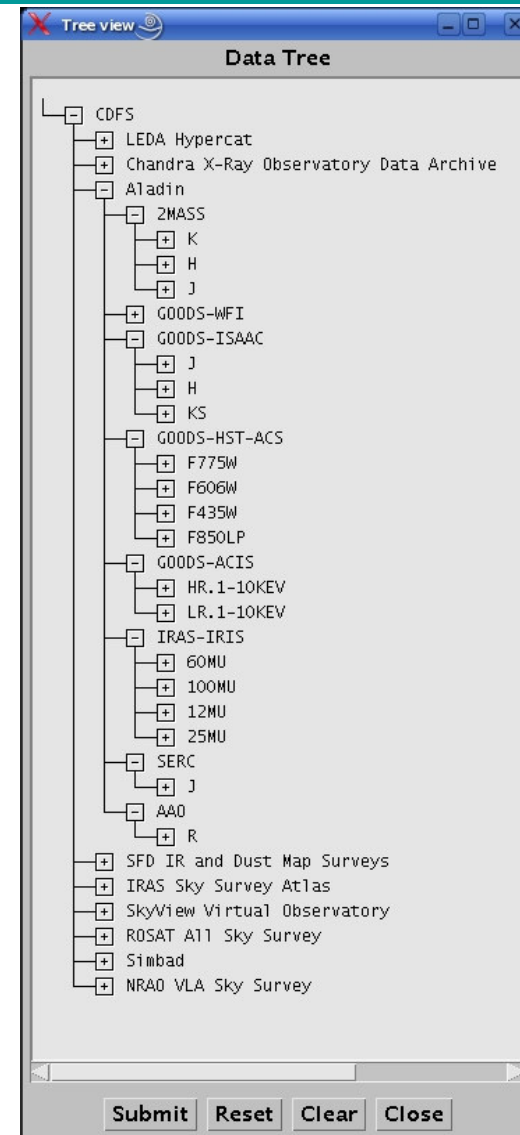 Tree view
Data Tree
CDFS
LEDA Hypercat
Chandra X-Ray Observatory Data Archive
Aladin
2MASS
K
H
J
GOODS-WFI
GOODS-ISAAC
J
H
KS
GOODS-HST-ACS
F775W
F606W
F435W
F850LP
GOODS-ACIS
HR.1-10KEV
LR.1-10KEV
IRAS-IRIS
60MU
100MU
12MU
25MU
SERC
J
AAO
R
SFD IR and Dust Map Surveys
IRAS Sky Survey Atlas
SkyView Virtual Observatory
ROSAT All Sky Survey
Simbad
NRAO VLA Sky Survey
Submit Reset Clear Close